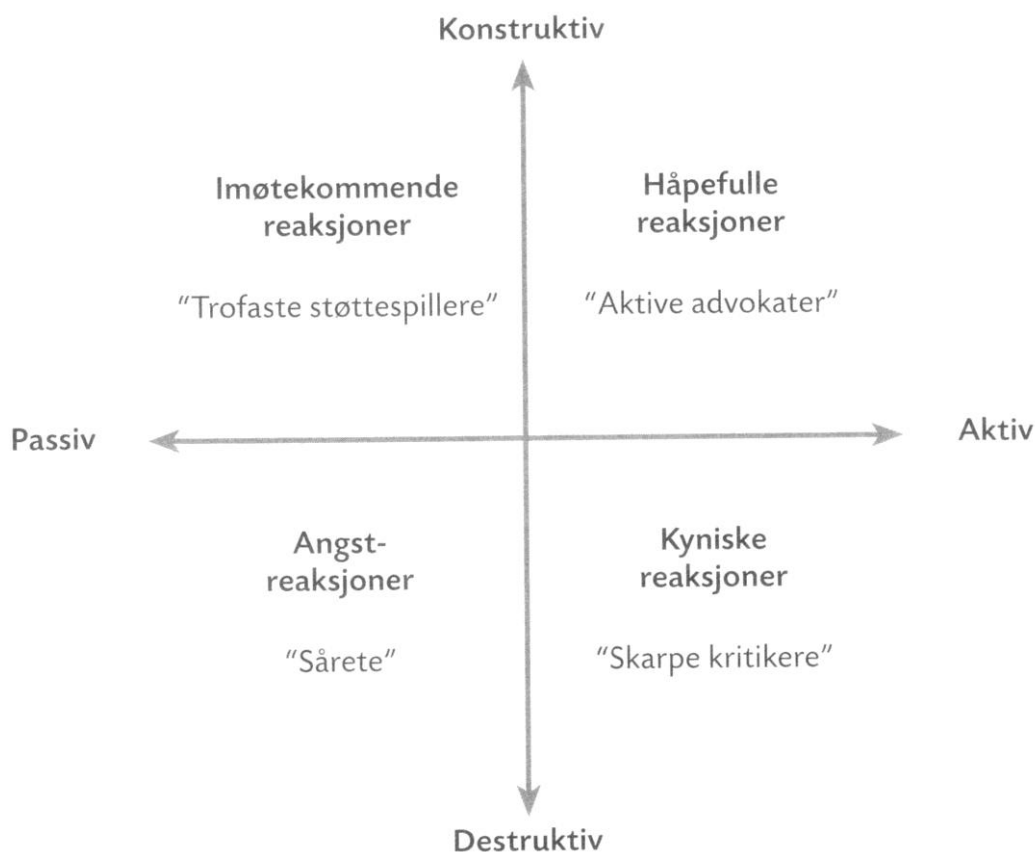 Konstruktiv
Imøtekommende
reaksjoner
"Trofaste støttespillere"
Håpefulle
reaksjoner
"Aktive advokater"
Passiv
Aktiv
Angst-
reaksjoner
"Sårete"
Kyniske
reaksjoner
"Skarpe kritikere"
Destruktiv